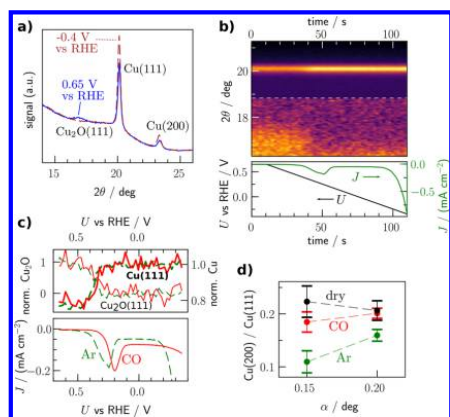 a)
-0.4 V
vs RHE
Cu(111)
0.65 V
vs RHE
Cu₂O(111)
Cu(200)
signal (a.u.)
15 20 25
2θ/ deg
b)
time / s
0 50 100
20
18
2θ/ deg
0.5
0.0
U vs RHE / V
J
U
0.0
−0.5
J / (mA cm⁻²)
0 50 100
time / s
c)
U vs RHE / V
0.5 0.0
1
0
norm. Cu₂O
Cu(111)
Cu₂O(111)
1.0
0.8
norm. Cu
0.0
−0.2
J / (mA cm⁻²)
Ar
CO
0.5 0.0
U vs RHE / V
d)
Cu(200) / Cu(111)
0.2
0.1
dry
CO
Ar
0.15 0.20
α / deg